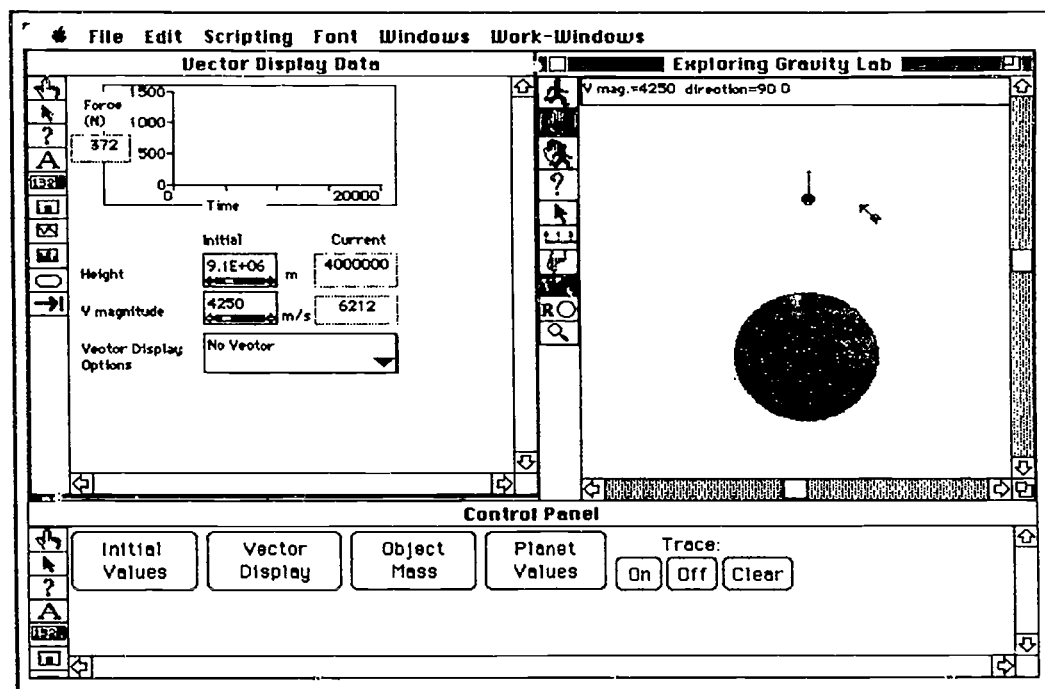 File Edit Scripting Font Windows Work-Windows
Vector Display Data
Force
(N)
372
1500
1000
500
0
0
20000
Time
Initial Current
Height 9.1E+06 m 4000000
V magnitude 4250 m/s 6212
Vector Display
Options
No Vector
Exploring Gravity Lab
V mag.=4250 direction=90 D
?
A
?
R
Control Panel
Initial
Values
Vector
Display
Object
Mass
Planet
Values
Trace:
On Off Clear
?
A